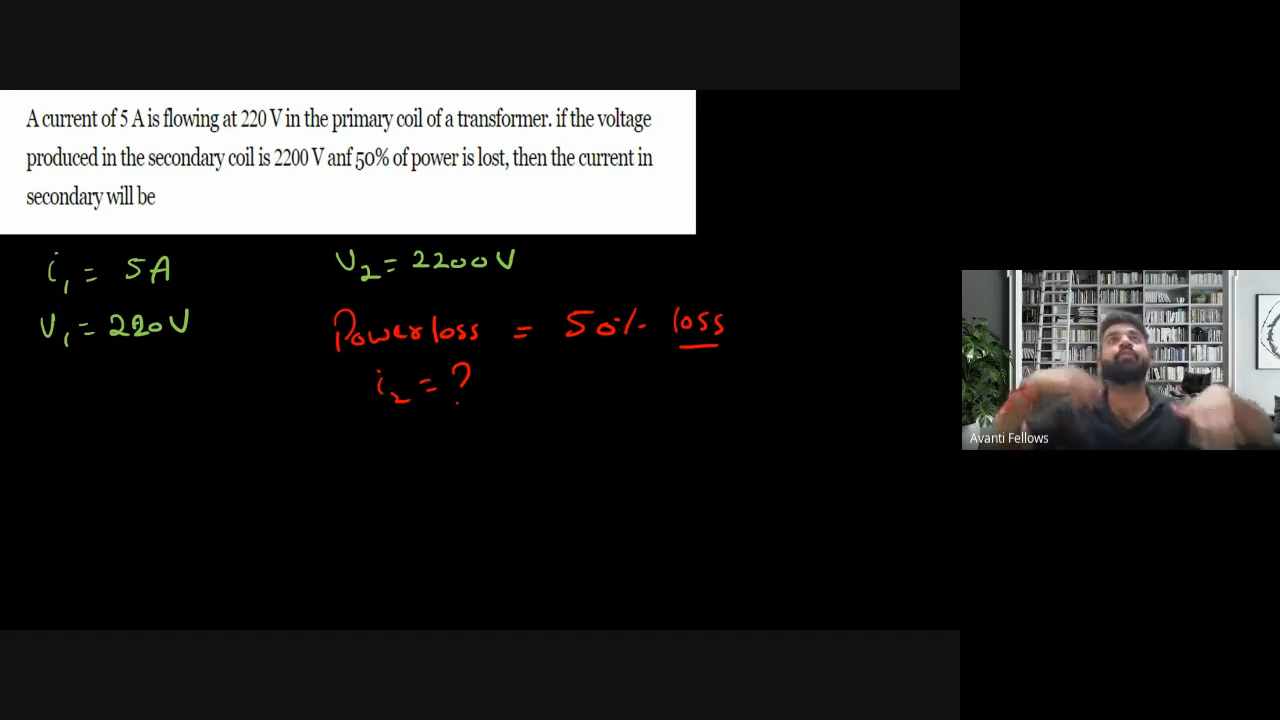 A current of 5 A is flowing at 220 V in the primary coil of a transformer. if the voltage
produced in the secondary coil is 2200 V anf 50% of power is lost, then the current in
secondary will be
i₁ = 5A
V₁ = 220V
V₂ = 2200V
Power loss = 50% loss
i₂ = ?
Avanti Fellows